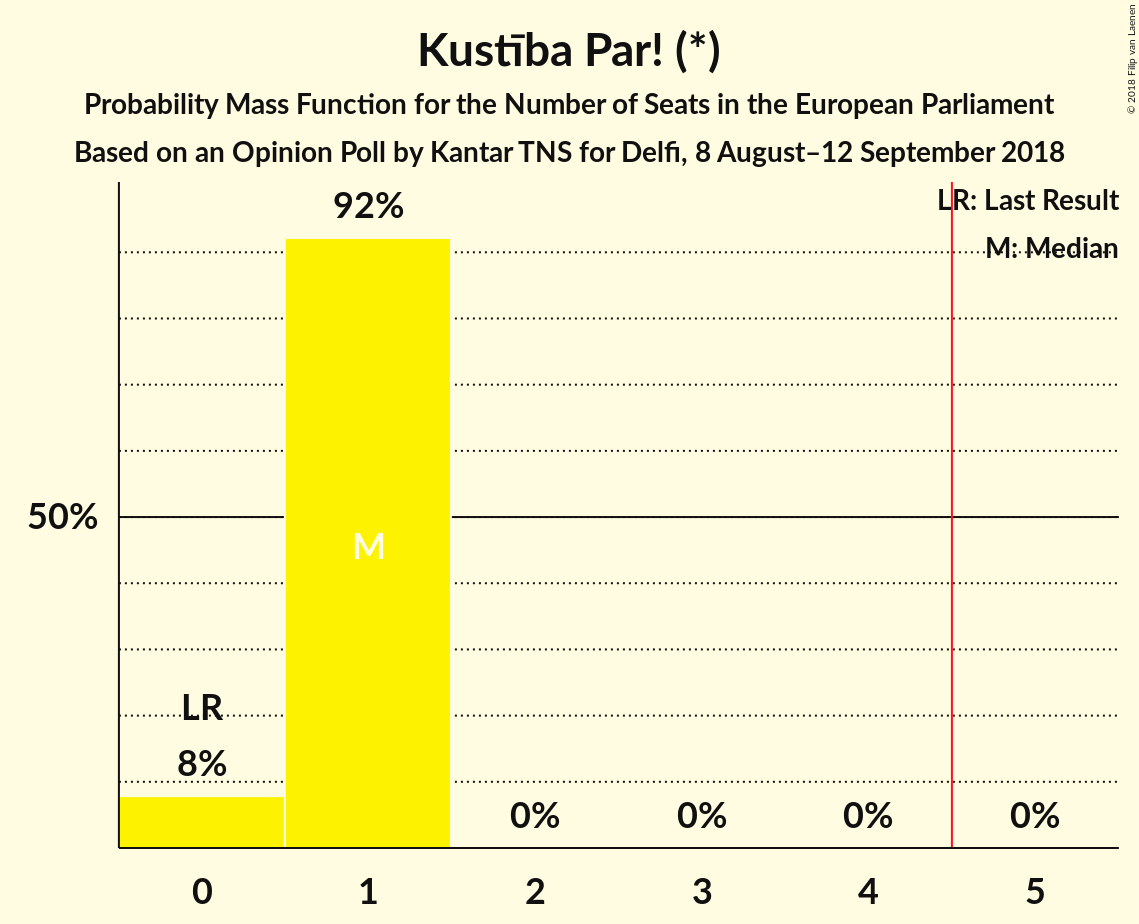 Kustība Par! (*)
Probability Mass Function for the Number of Seats in the European Parliament
Based on an Opinion Poll by Kantar TNS for Delfi, 8 August–12 September 2018
© 2018 Filip van Laenen
LR: Last Result
M: Median
92%
50%
M
LR
8%
0% 0% 0% 0%
0 1 2 3 4 5